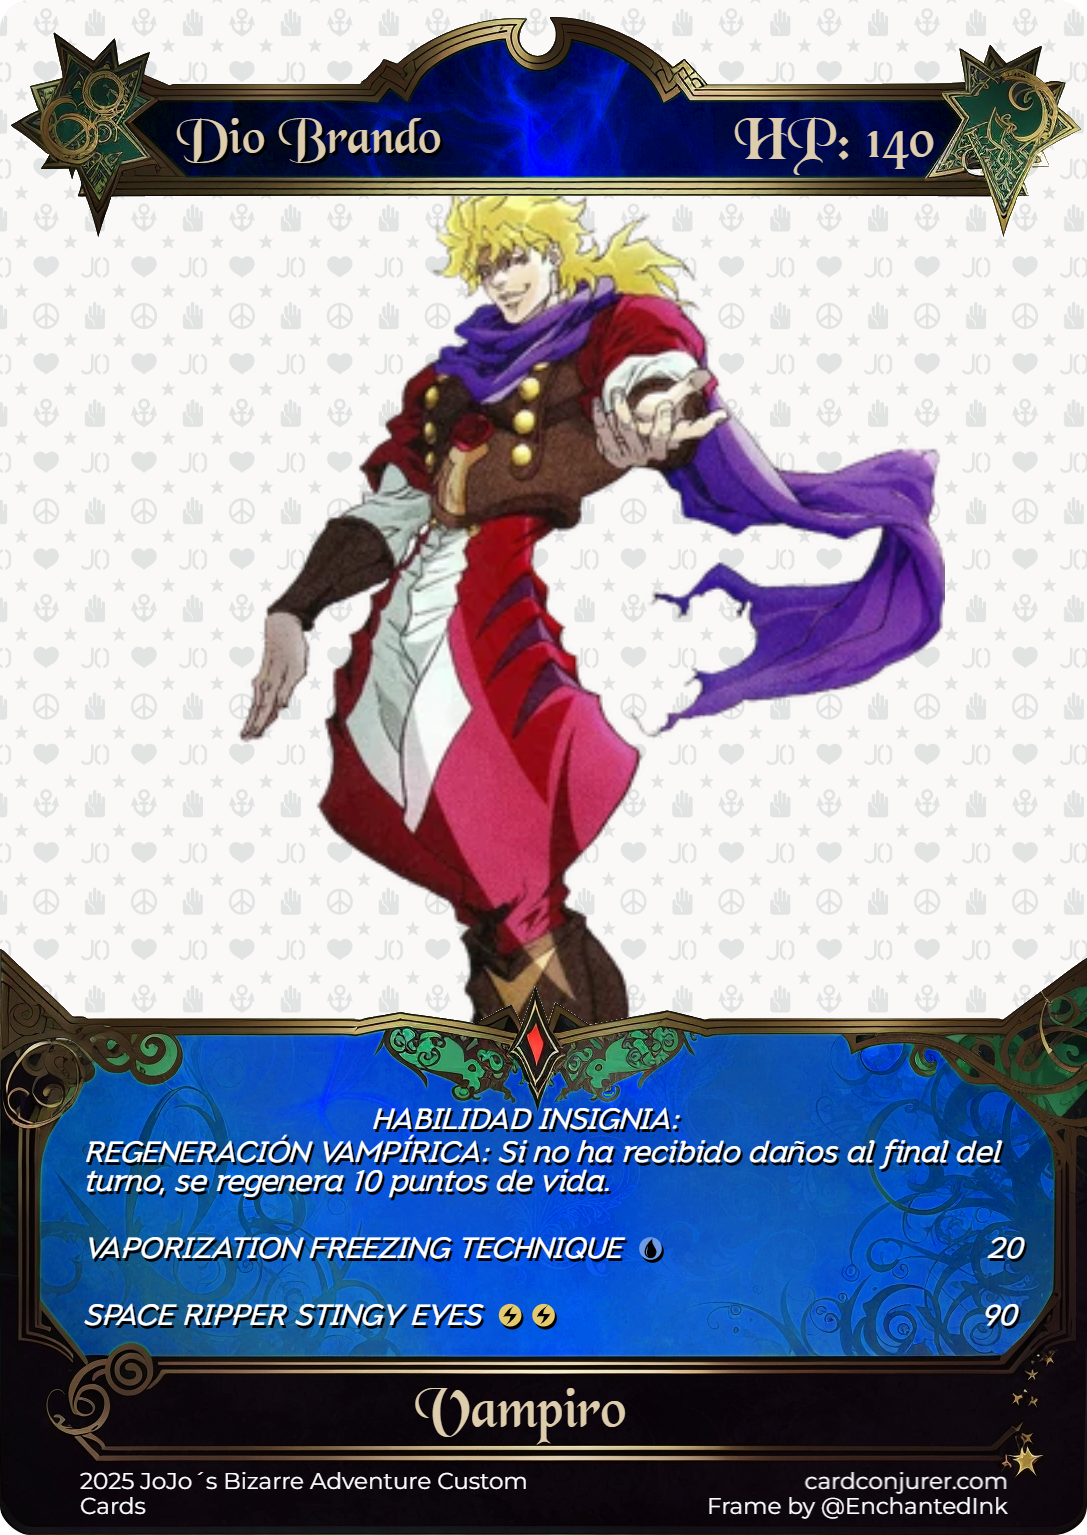 Dio Brando HP: 140
HABILIDAD INSIGNIA:
REGENERACIÓN VAMPÍRICA: Si no ha recibido daños al final del
turno, se regenera 10 puntos de vida.
VAPORIZATION FREEZING TECHNIQUE 20
SPACE RIPPER STINGY EYES 90
Vampiro
2025 JoJo´s Bizarre Adventure Custom
Cards
cardconjurer.com
Frame by @EnchantedInk